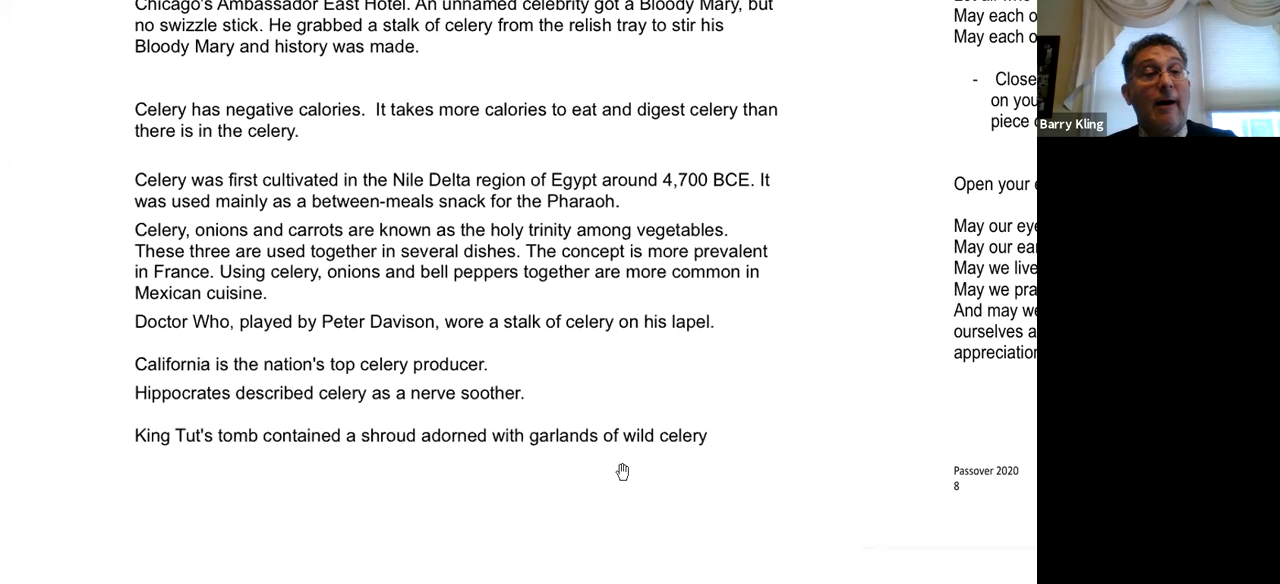 Chicago's Ambassador East Hotel. An unnamed celebrity got a Bloody Mary, but
no swizzle stick. He grabbed a stalk of celery from the relish tray to stir his
Bloody Mary and history was made.
Celery has negative calories.  It takes more calories to eat and digest celery than
there is in the celery.
Celery was first cultivated in the Nile Delta region of Egypt around 4,700 BCE. It
was used mainly as a between-meals snack for the Pharaoh.
Celery, onions and carrots are known as the holy trinity among vegetables.
These three are used together in several dishes. The concept is more prevalent
in France. Using celery, onions and bell peppers together are more common in
Mexican cuisine.
Doctor Who, played by Peter Davison, wore a stalk of celery on his lapel.
California is the nation's top celery producer.
Hippocrates described celery as a nerve soother.
King Tut's tomb contained a shroud adorned with garlands of wild celery
May each o
May each o
- Close
on you
piece
Open your
May our eye
May our ea
May we live
May we pra
And may we
ourselves a
appreciation
Passover 2020
8
Barry Kling